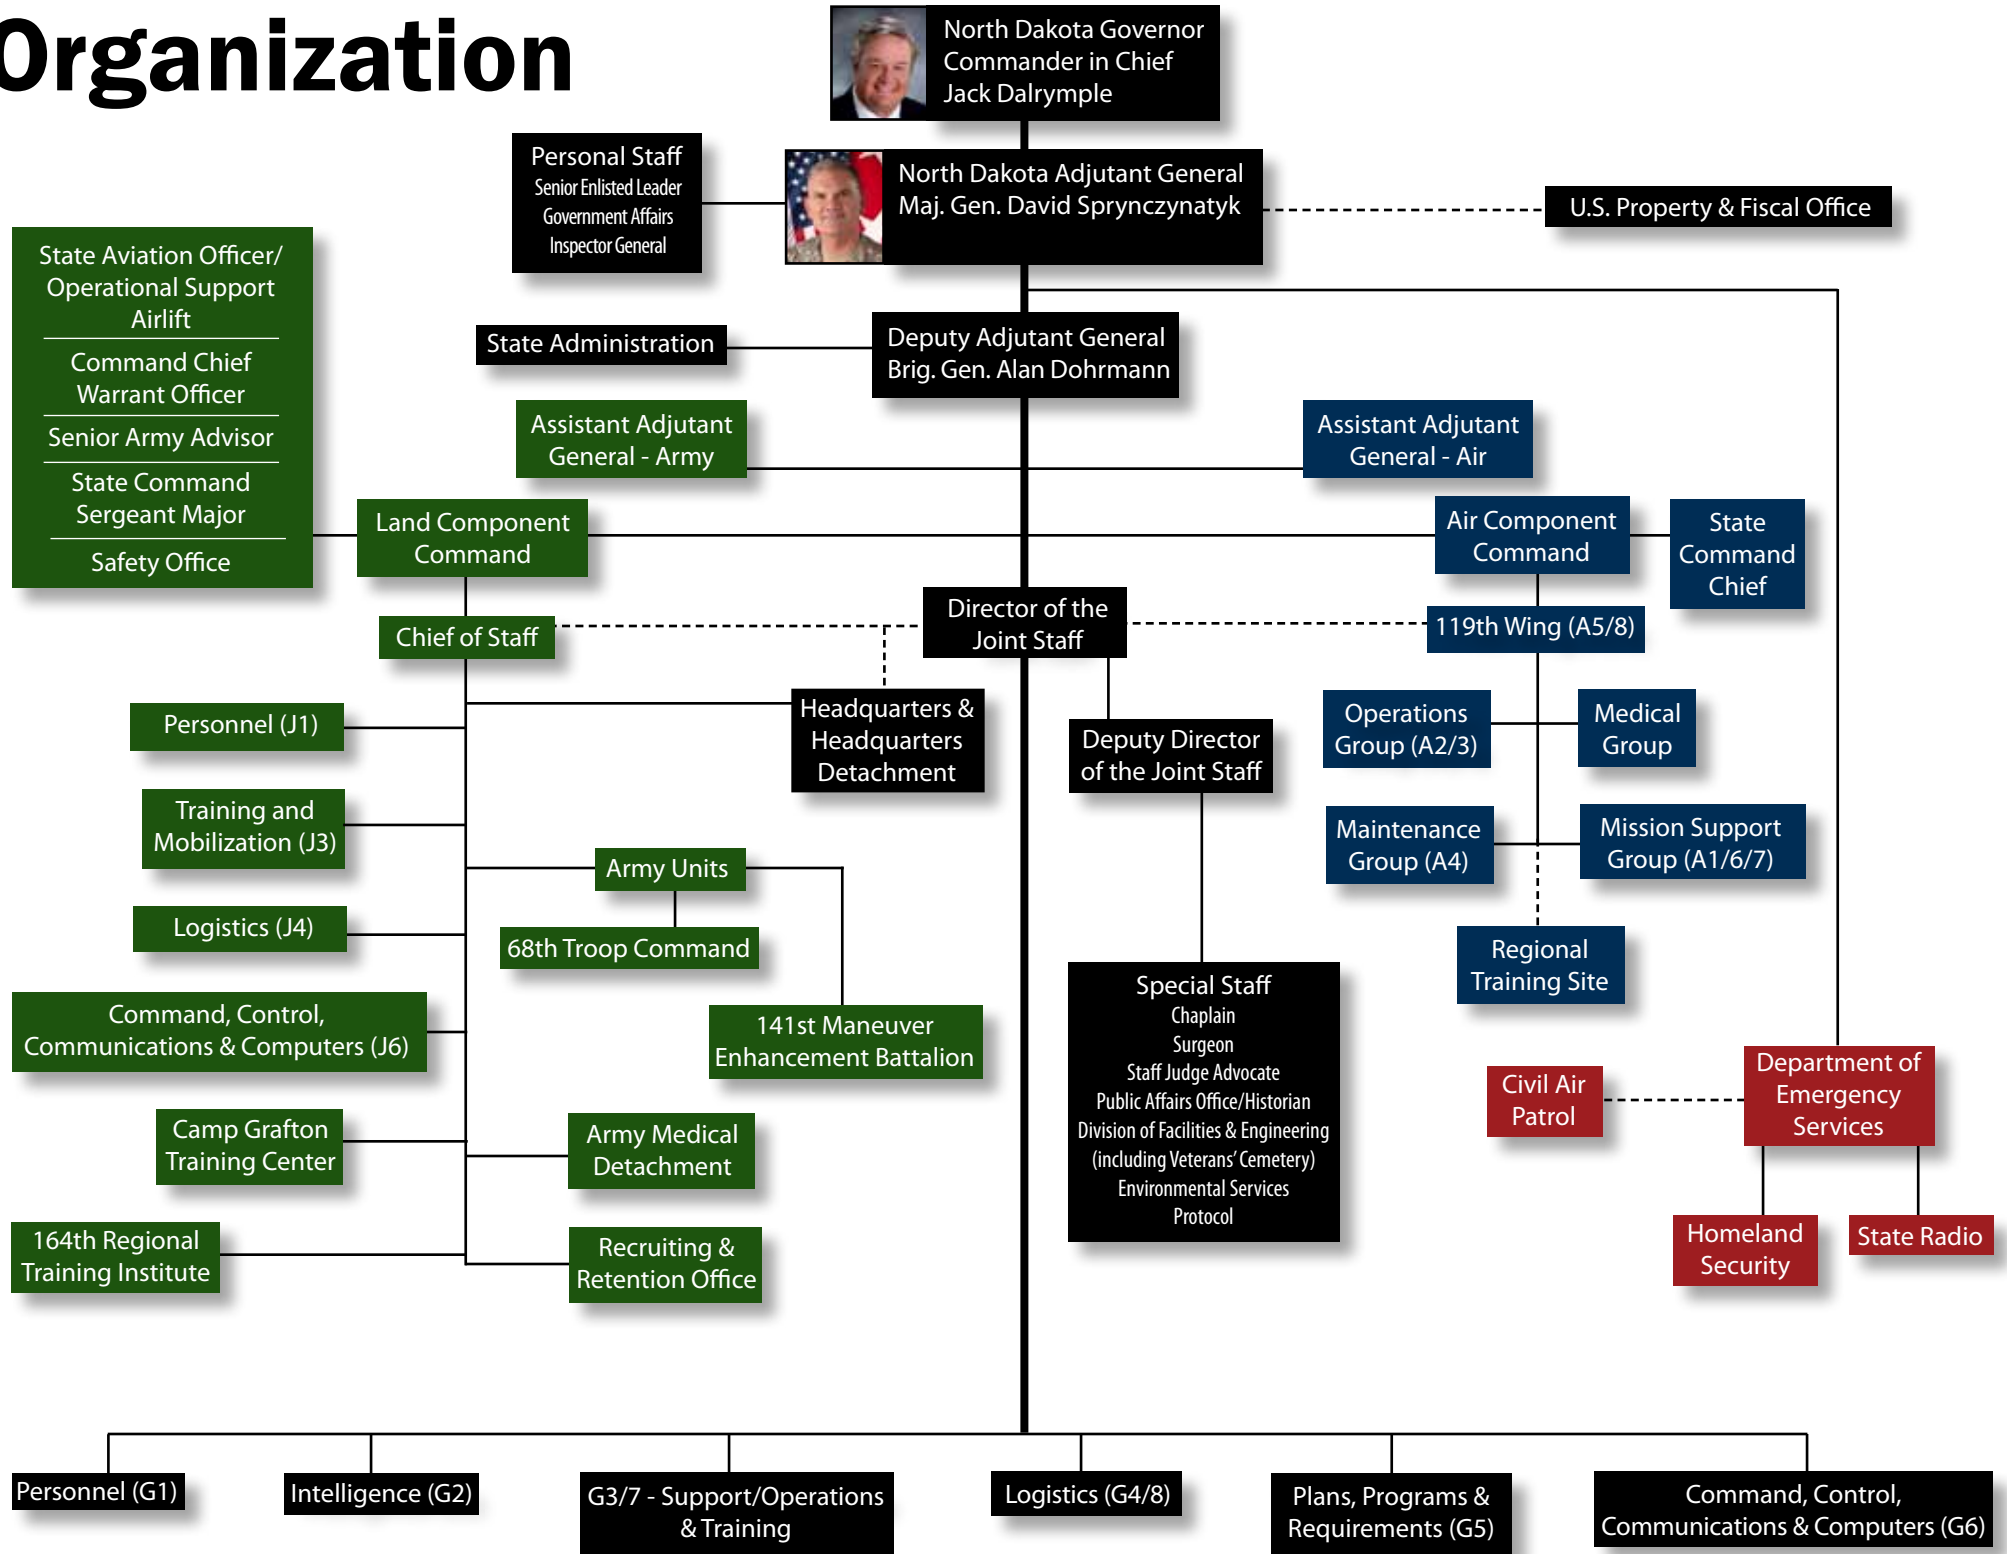 Organization
North Dakota Governor
Commander in Chief
Jack Dalrymple
Personal Staff
Senior Enlisted Leader
Government Affairs
Inspector General
North Dakota Adjutant General
Maj. Gen. David Sprynczynatyk
U.S. Property & Fiscal Office
State Aviation Officer/
Operational Support
Airlift
Command Chief
Warrant Officer
Senior Army Advisor
State Command
Sergeant Major
Safety Office
State Administration
Deputy Adjutant General
Brig. Gen. Alan Dohrmann
Assistant Adjutant
General - Army
Assistant Adjutant
General - Air
Land Component
Command
Air Component
Command
State
Command
Chief
Chief of Staff
Director of the
Joint Staff
119th Wing (A5/8)
Personnel (J1)
Headquarters &
Headquarters
Detachment
Deputy Director
of the Joint Staff
Operations
Group (A2/3)
Medical
Group
Training and
Mobilization (J3)
Army Units
Maintenance
Group (A4)
Mission Support
Group (A1/6/7)
Logistics (J4)
68th Troop Command
Regional
Training Site
Command, Control,
Communications & Computers (J6)
141st Maneuver
Enhancement Battalion
Special Staff
Chaplain
Surgeon
Staff Judge Advocate
Public Affairs Office/Historian
Division of Facilities & Engineering
(including Veterans' Cemetery)
Environmental Services
Protocol
Civil Air
Patrol
Department of
Emergency
Services
Camp Grafton
Training Center
Army Medical
Detachment
164th Regional
Training Institute
Recruiting &
Retention Office
Homeland
Security
State Radio
Personnel (G1)
Intelligence (G2)
G3/7 - Support/Operations
& Training
Logistics (G4/8)
Plans, Programs &
Requirements (G5)
Command, Control,
Communications & Computers (G6)